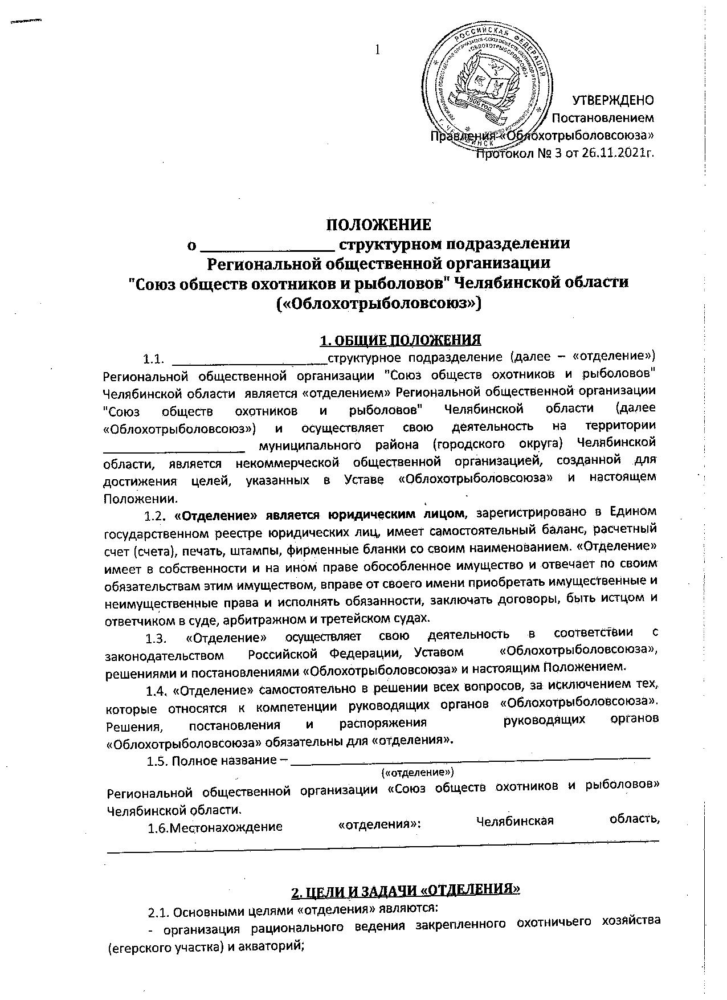 1
РОССИЙСКАЯ ФЕДЕРАЦИЯ
«ОБЛОХОТРЫБОЛОВСОЮЗ»
1906 ГОД
УТВЕРЖДЕНО
Постановлением
Правления «Облохотрыболовсоюза»
Протокол № 3 от 26.11.2021г.
ПОЛОЖЕНИЕ
о ________________ структурном подразделении
Региональной общественной организации
"Союз обществ охотников и рыболовов" Челябинской области
(«Облохотрыболовсоюз»)
1. ОБЩИЕ ПОЛОЖЕНИЯ
1.1. ______________________структурное подразделение (далее – «отделение»)
Региональной общественной организации "Союз обществ охотников и рыболовов"
Челябинской области является «отделением» Региональной общественной организации
"Союз обществ охотников и рыболовов" Челябинской области (далее
«Облохотрыболовсоюз») и осуществляет свою деятельность на территории
____________________ муниципального района (городского округа) Челябинской
области, является некоммерческой общественной организацией, созданной для
достижения целей, указанных в Уставе «Облохотрыболовсоюза» и настоящем
Положении.
1.2. «Отделение» является юридическим лицом, зарегистрировано в Едином
государственном реестре юридических лиц, имеет самостоятельный баланс, расчетный
счет (счета), печать, штампы, фирменные бланки со своим наименованием. «Отделение»
имеет в собственности и на ином праве обособленное имущество и отвечает по своим
обязательствам этим имуществом, вправе от своего имени приобретать имущественные и
неимущественные права и исполнять обязанности, заключать договоры, быть истцом и
ответчиком в суде, арбитражном и третейском судах.
1.3. «Отделение» осуществляет свою деятельность в соответствии с
законодательством Российской Федерации, Уставом «Облохотрыболовсоюза»,
решениями и постановлениями «Облохотрыболовсоюза» и настоящим Положением.
1.4. «Отделение» самостоятельно в решении всех вопросов, за исключением тех,
которые относятся к компетенции руководящих органов «Облохотрыболовсоюза».
Решения, постановления и распоряжения руководящих органов
«Облохотрыболовсоюза» обязательны для «отделения».
1.5. Полное название – ____________________________________________________
(«отделение»)
Региональной общественной организации «Союз обществ охотников и рыболовов»
Челябинской области.
1.6.Местонахождение «отделения»: Челябинская область,
________________________________________________________________________________
2. ЦЕЛИ И ЗАДАЧИ «ОТДЕЛЕНИЯ»
2.1. Основными целями «отделения» являются:
- организация рационального ведения закрепленного охотничьего хозяйства
(егерского участка) и акваторий;